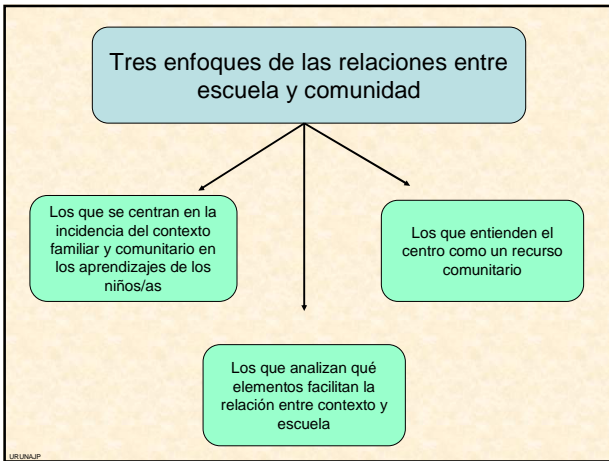 Tres enfoques de las relaciones entre
escuela y comunidad
Los que se centran en la
incidencia del contexto
familiar y comunitario en
los aprendizajes de los
niños/as
Los que entienden el
centro como un recurso
comunitario
Los que analizan qué
elementos facilitan la
relación entre contexto y
escuela
URUNAJP